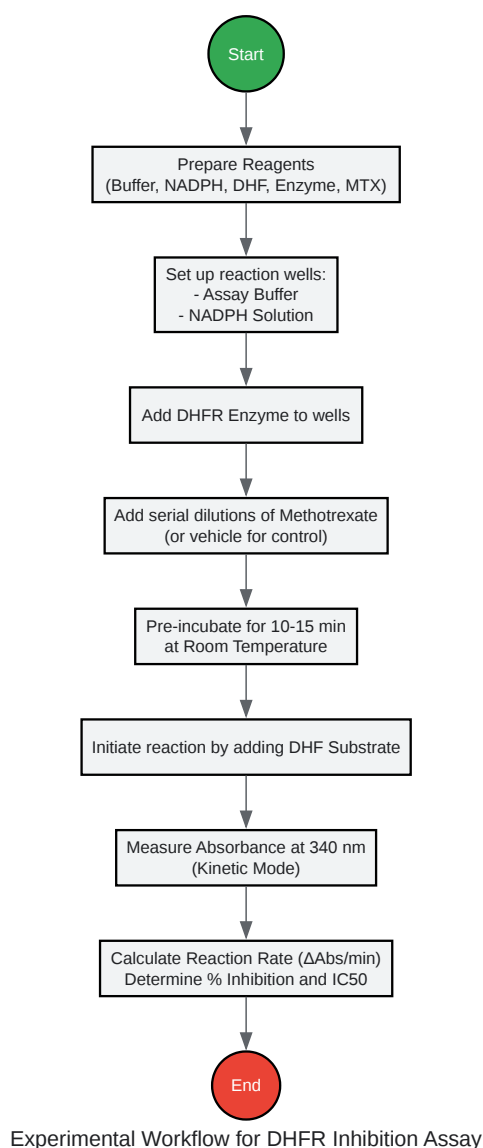 Start
Prepare Reagents
(Buffer, NADPH, DHF, Enzyme, MTX)
Set up reaction wells:
- Assay Buffer
- NADPH Solution
Add DHFR Enzyme to wells
Add serial dilutions of Methotrexate
(or vehicle for control)
Pre-incubate for 10-15 min
at Room Temperature
Initiate reaction by adding DHF Substrate
Measure Absorbance at 340 nm
(Kinetic Mode)
Calculate Reaction Rate (ΔAbs/min)
Determine % Inhibition and IC50
End
Experimental Workflow for DHFR Inhibition Assay